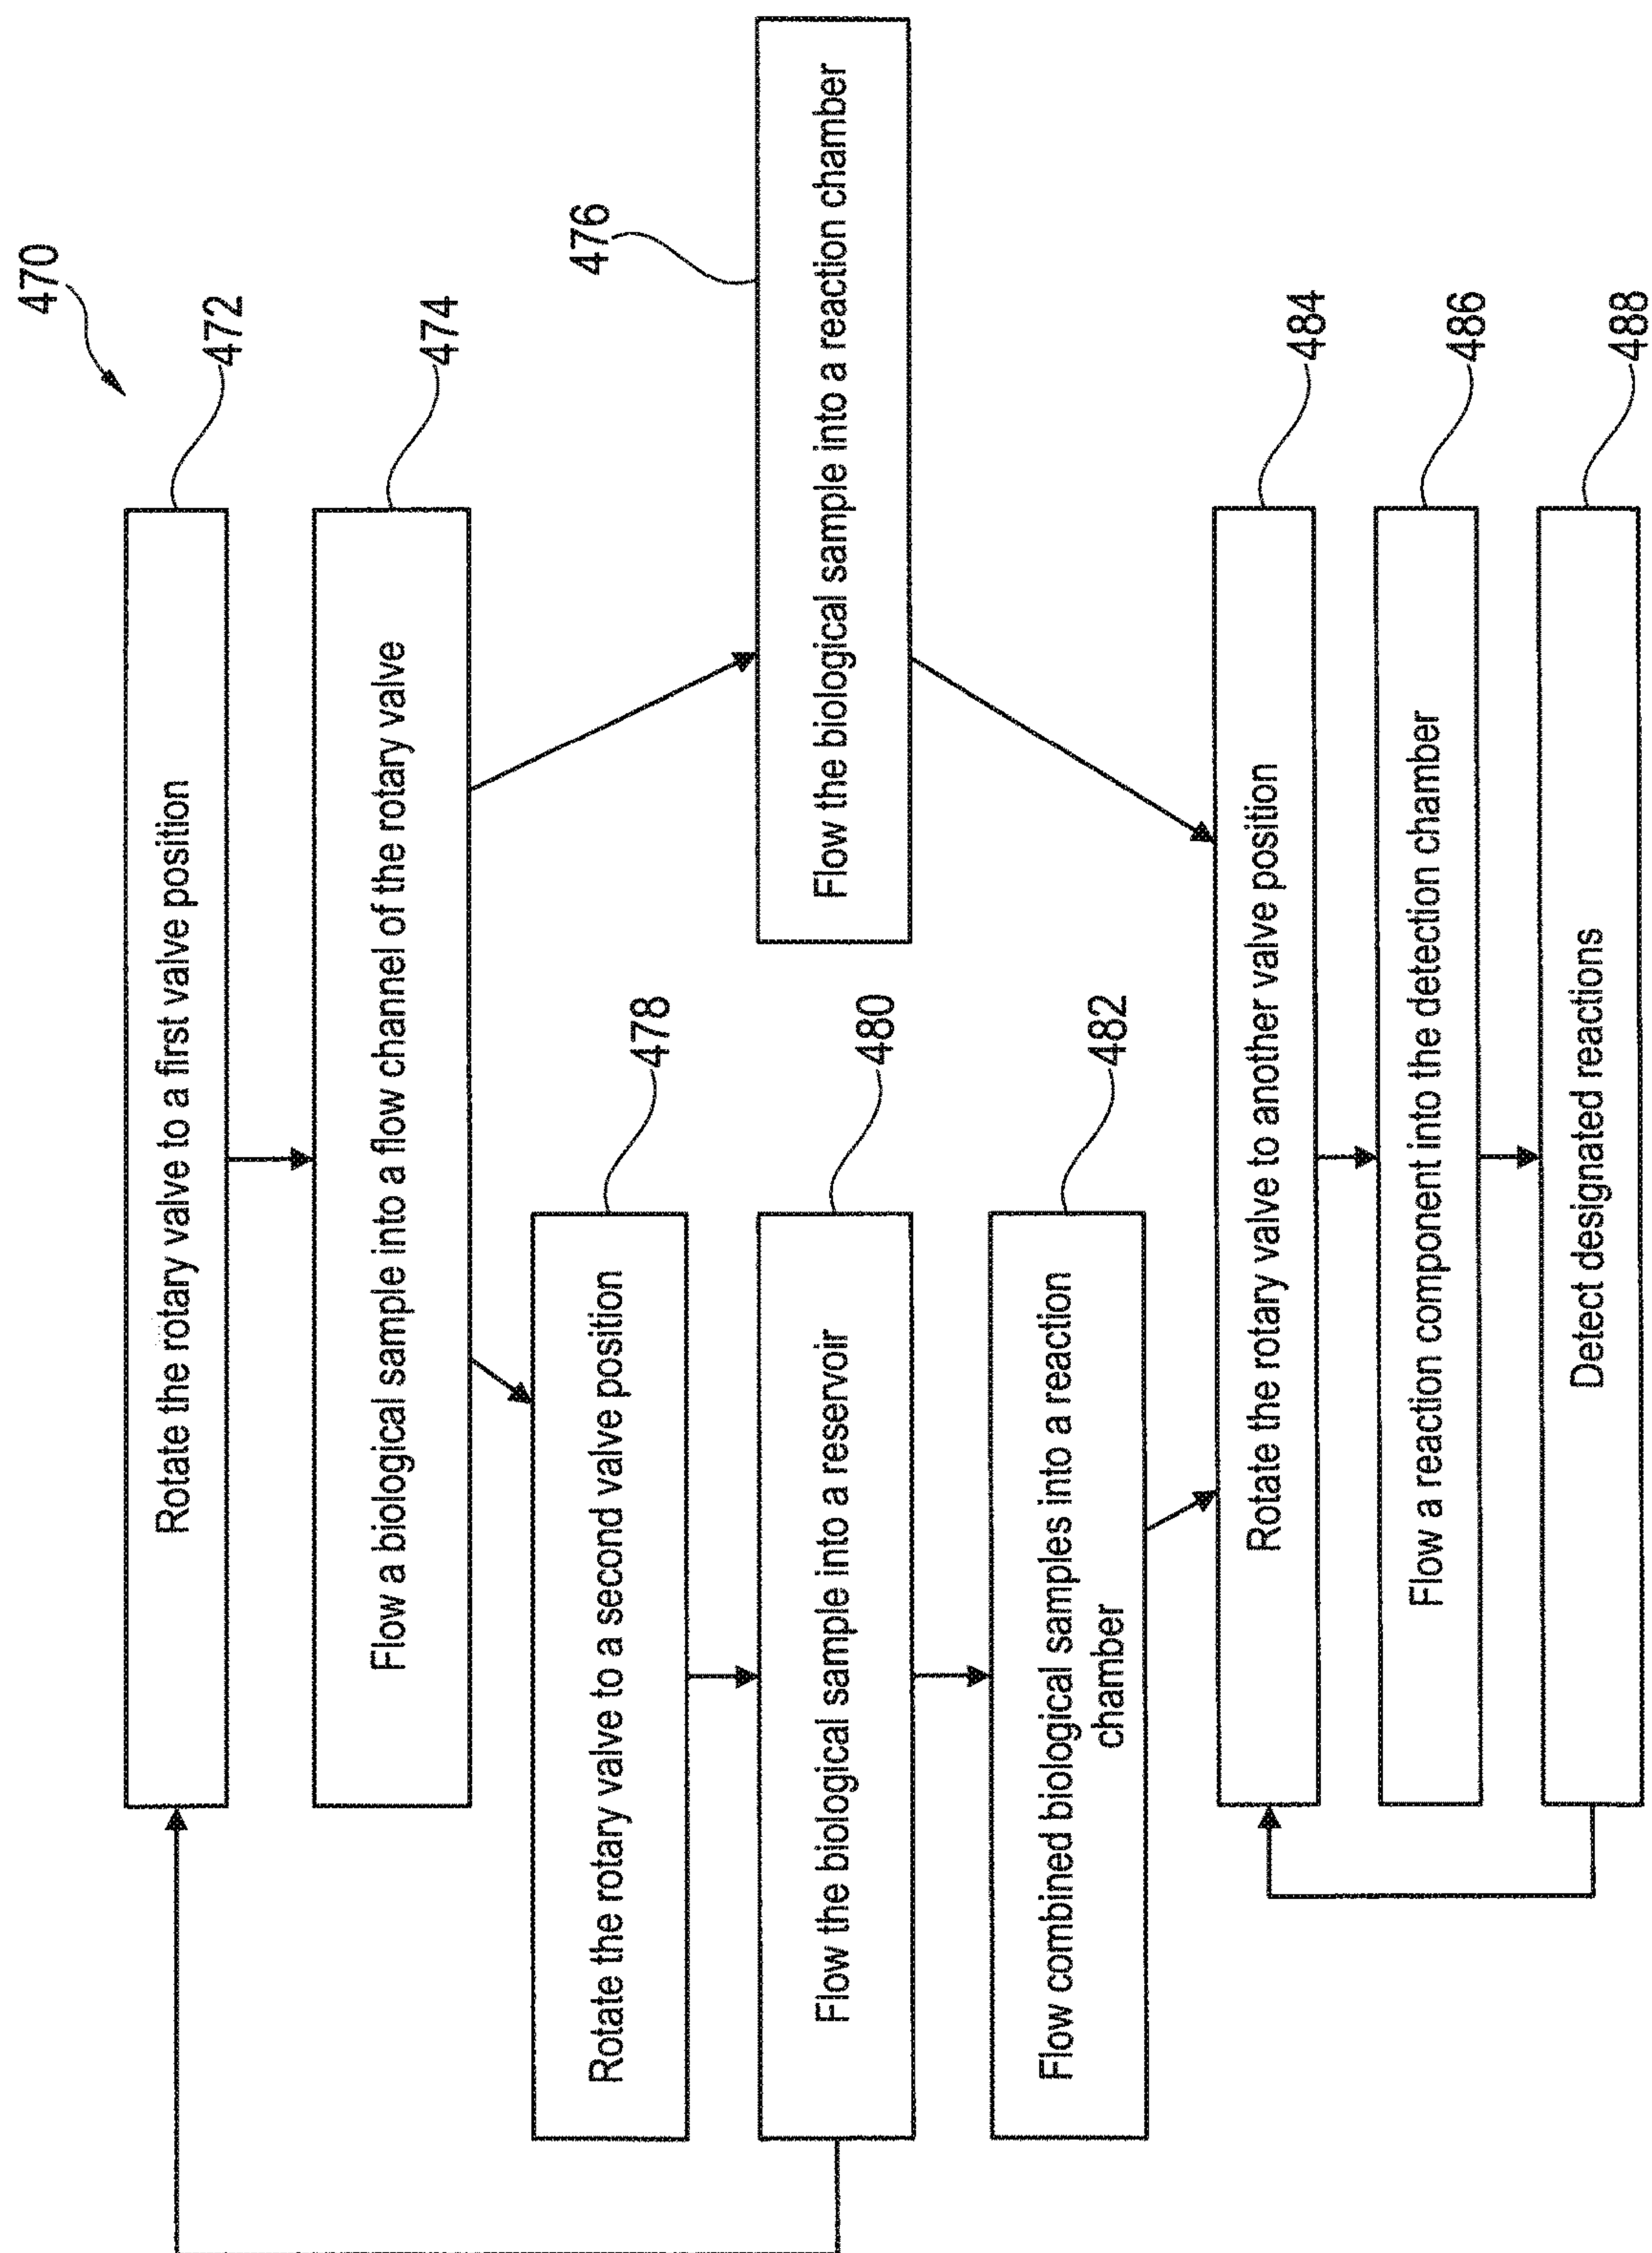 470
Rotate the rotary valve to a first valve position
472
Flow a biological sample into a flow channel of the rotary valve
474
Flow the biological sample into a reaction chamber
476
Rotate the rotary valve to a second valve position
478
Flow the biological sample into a reservoir
480
Flow combined biological samples into a reaction
chamber
482
Rotate the rotary valve to another valve position
484
Flow a reaction component into the detection chamber
486
Detect designated reactions
488